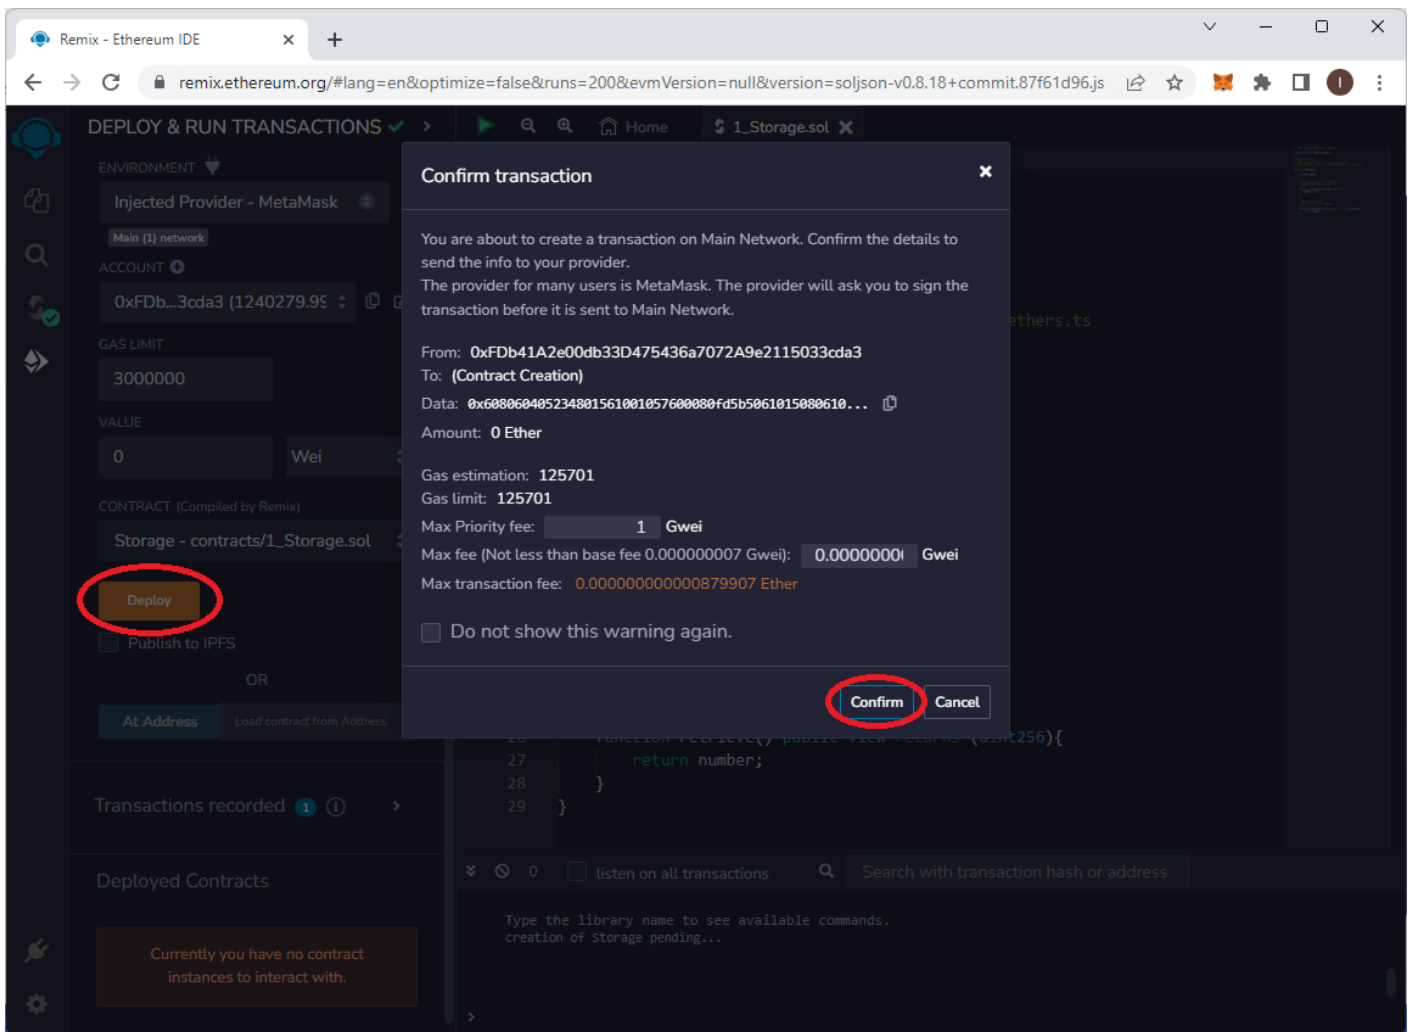 Remix - Ethereum IDE
remix.ethereum.org/#lang=en&optimize=false&runs=200&evmVersion=null&version=soljson-v0.8.18+commit.87f61d96.js
I
DEPLOY & RUN TRANSACTIONS
Home
1_Storage.sol
ENVIRONMENT
Injected Provider - MetaMask
Main (1) network
ACCOUNT
0xFDb...3cda3 (1240279.99
GAS LIMIT
3000000
VALUE
0 Wei
CONTRACT (Compiled by Remix)
Storage - contracts/1_Storage.sol
Deploy
Publish to IPFS
OR
At Address Load contract from Address
Transactions recorded 1 i
Deployed Contracts
Currently you have no contract
instances to interact with.
Confirm transaction
You are about to create a transaction on Main Network. Confirm the details to
send the info to your provider.
The provider for many users is MetaMask. The provider will ask you to sign the
transaction before it is sent to Main Network.
From: 0xFDb41A2e00db33D475436a7072A9e2115033cda3
To: (Contract Creation)
Data: 0x608060405234801561001057600080fd5b5061015080610...
Amount: 0 Ether
Gas estimation: 125701
Gas limit: 125701
Max Priority fee: 1 Gwei
Max fee (Not less than base fee 0.000000007 Gwei): 0.0000000 Gwei
Max transaction fee: 0.000000000000879907 Ether
Do not show this warning again.
Confirm Cancel
ethers.ts
26 function retrieve() public view returns (uint256){
27 return number;
28 }
29 }
0 listen on all transactions Search with transaction hash or address
Type the library name to see available commands.
creation of Storage pending...
>